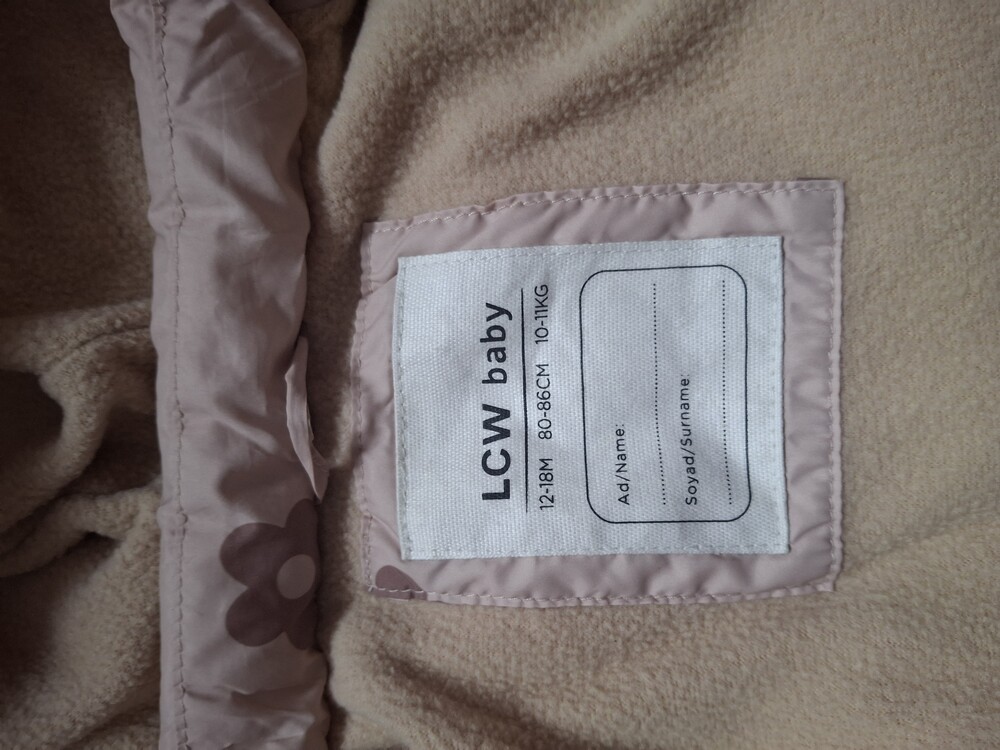 LCW baby
12-18M 80-86CM 10-11KG
Ad/Name:
Soyad/Surname: